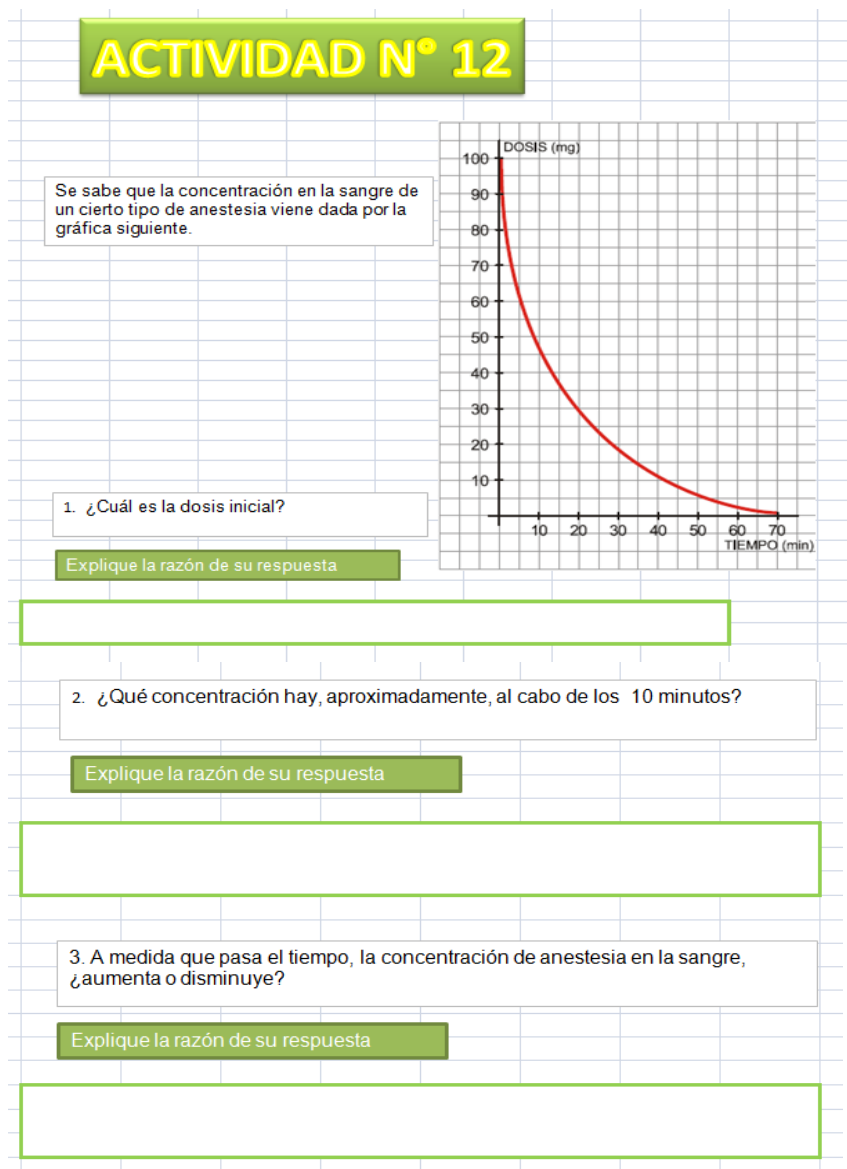 ACTIVIDAD N° 12
Se sabe que la concentración en la sangre de
un cierto tipo de anestesia viene dada por la
gráfica siguiente.
DOSIS (mg)
100
90
80
70
60
50
40
30
20
10
10 20 30 40 50 60 70
TIEMPO (min)
1. ¿Cuál es la dosis inicial?
Explique la razón de su respuesta
2. ¿Qué concentración hay, aproximadamente, al cabo de los 10 minutos?
Explique la razón de su respuesta
3. A medida que pasa el tiempo, la concentración de anestesia en la sangre,
¿aumenta o disminuye?
Explique la razón de su respuesta